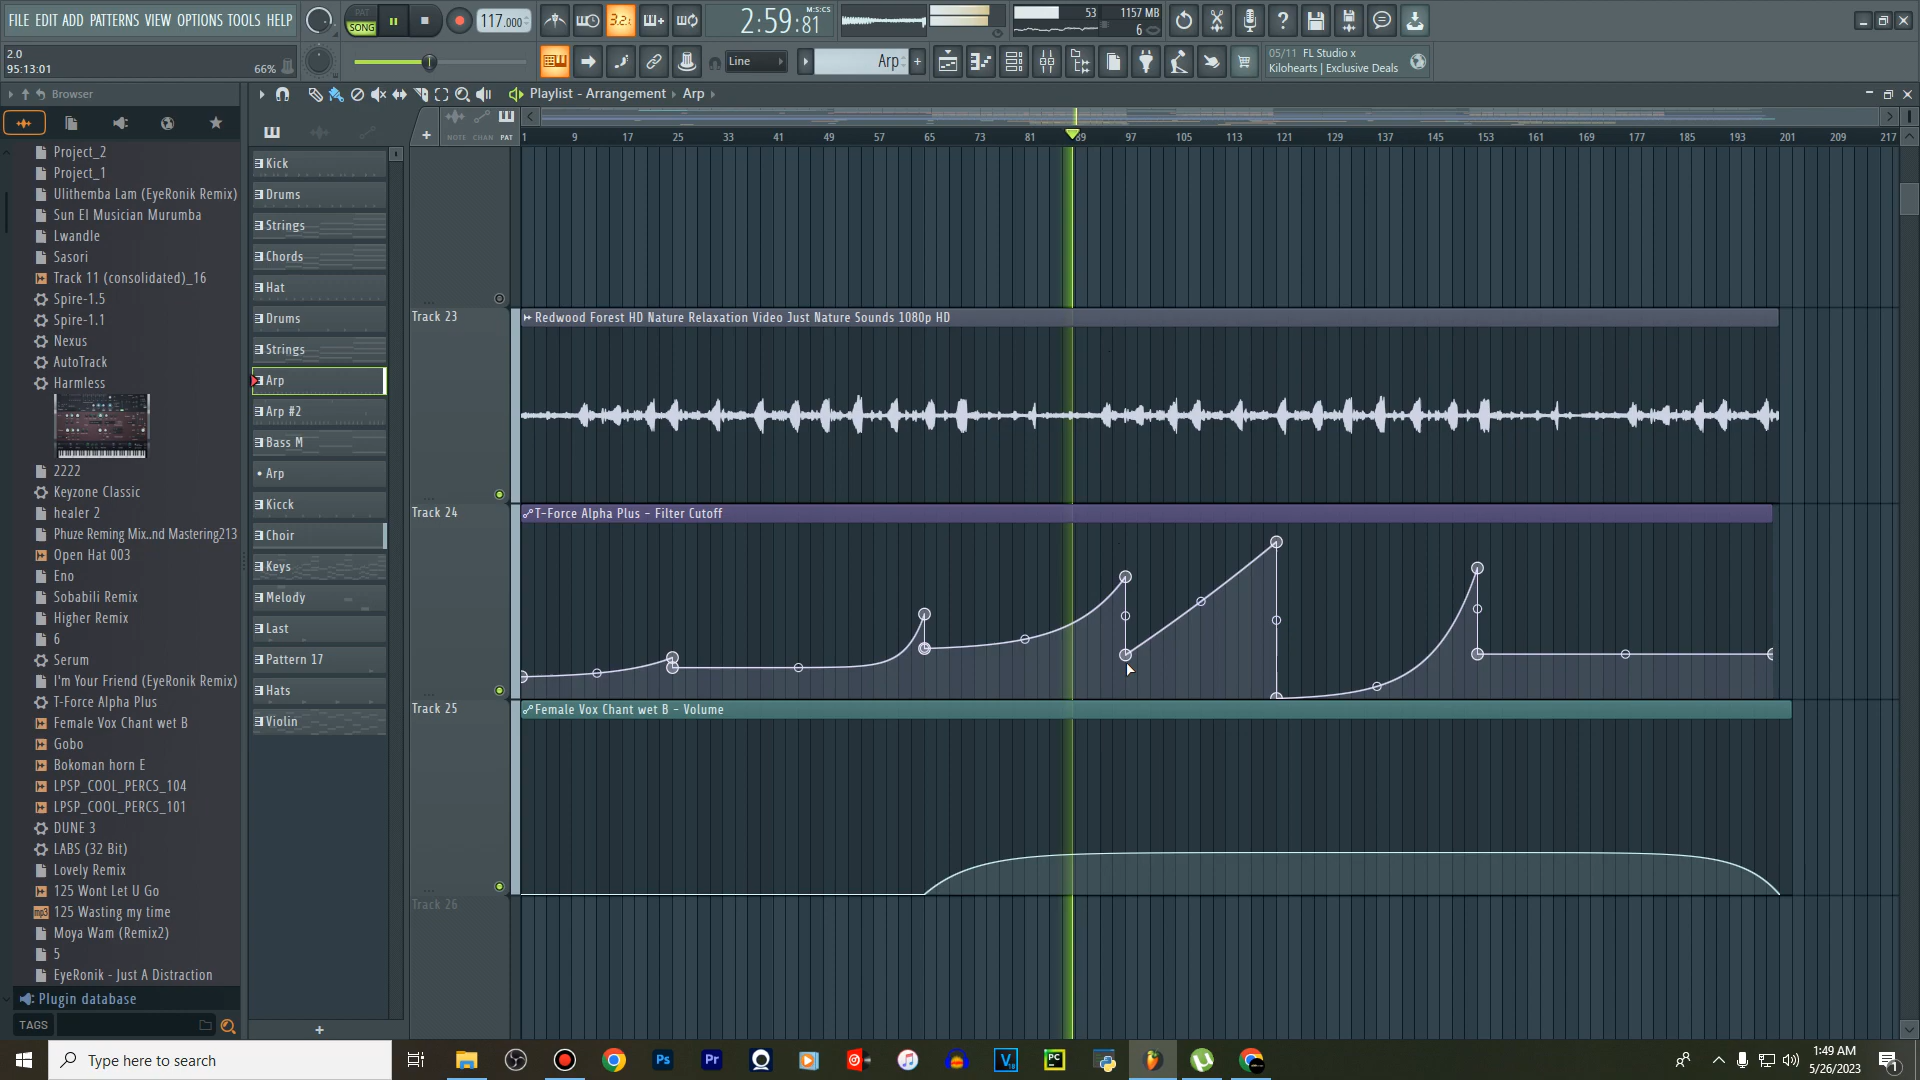 FILE EDIT ADD PATTERNS VIEW OPTIONS TOOLS HELP
PAT
SONG
117.000
3.2.
2:59:81
M:S:CS
53
1157 MB
6
2.0
95:13:01
66%
Line
Arp
05/11 FL Studio x
Kilohearts | Exclusive Deals
Browser
Playlist - Arrangement › Arp ›
NOTE CHAN PAT
1 9 17 25 33 41 49 57 65 73 81 89 97 105 113 121 129 137 145 153 161 169 177 185 193 201 209 217
Project_2
Project_1
Ulithemba Lam (EyeRonik Remix)
Sun El Musician Murumba
Lwandle
Sasori
Track 11 (consolidated)_16
Spire-1.5
Spire-1.1
Nexus
AutoTrack
Harmless
2222
Keyzone Classic
healer 2
Phuze Reming Mix..nd Mastering213
Open Hat 003
Eno
Sobabili Remix
Higher Remix
6
Serum
I'm Your Friend (EyeRonik Remix)
T-Force Alpha Plus
Female Vox Chant wet B
Gobo
Bokoman horn E
LPSP_COOL_PERCS_104
LPSP_COOL_PERCS_101
DUNE 3
LABS (32 Bit)
Lovely Remix
125 Wont Let U Go
125 Wasting my time
Moya Wam (Remix2)
5
EyeRonik - Just A Distraction
Plugin database
TAGS
Kick
Drums
Strings
Chords
Hat
Drums
Strings
Arp
Arp #2
Bass M
Arp
Kicck
Choir
Keys
Melody
Last
Pattern 17
Hats
Violin
Track 23
Redwood Forest HD Nature Relaxation Video Just Nature Sounds 1080p HD
Track 24
T-Force Alpha Plus - Filter Cutoff
Track 25
Female Vox Chant wet B - Volume
Track 26
Type here to search
1:49 AM
5/26/2023